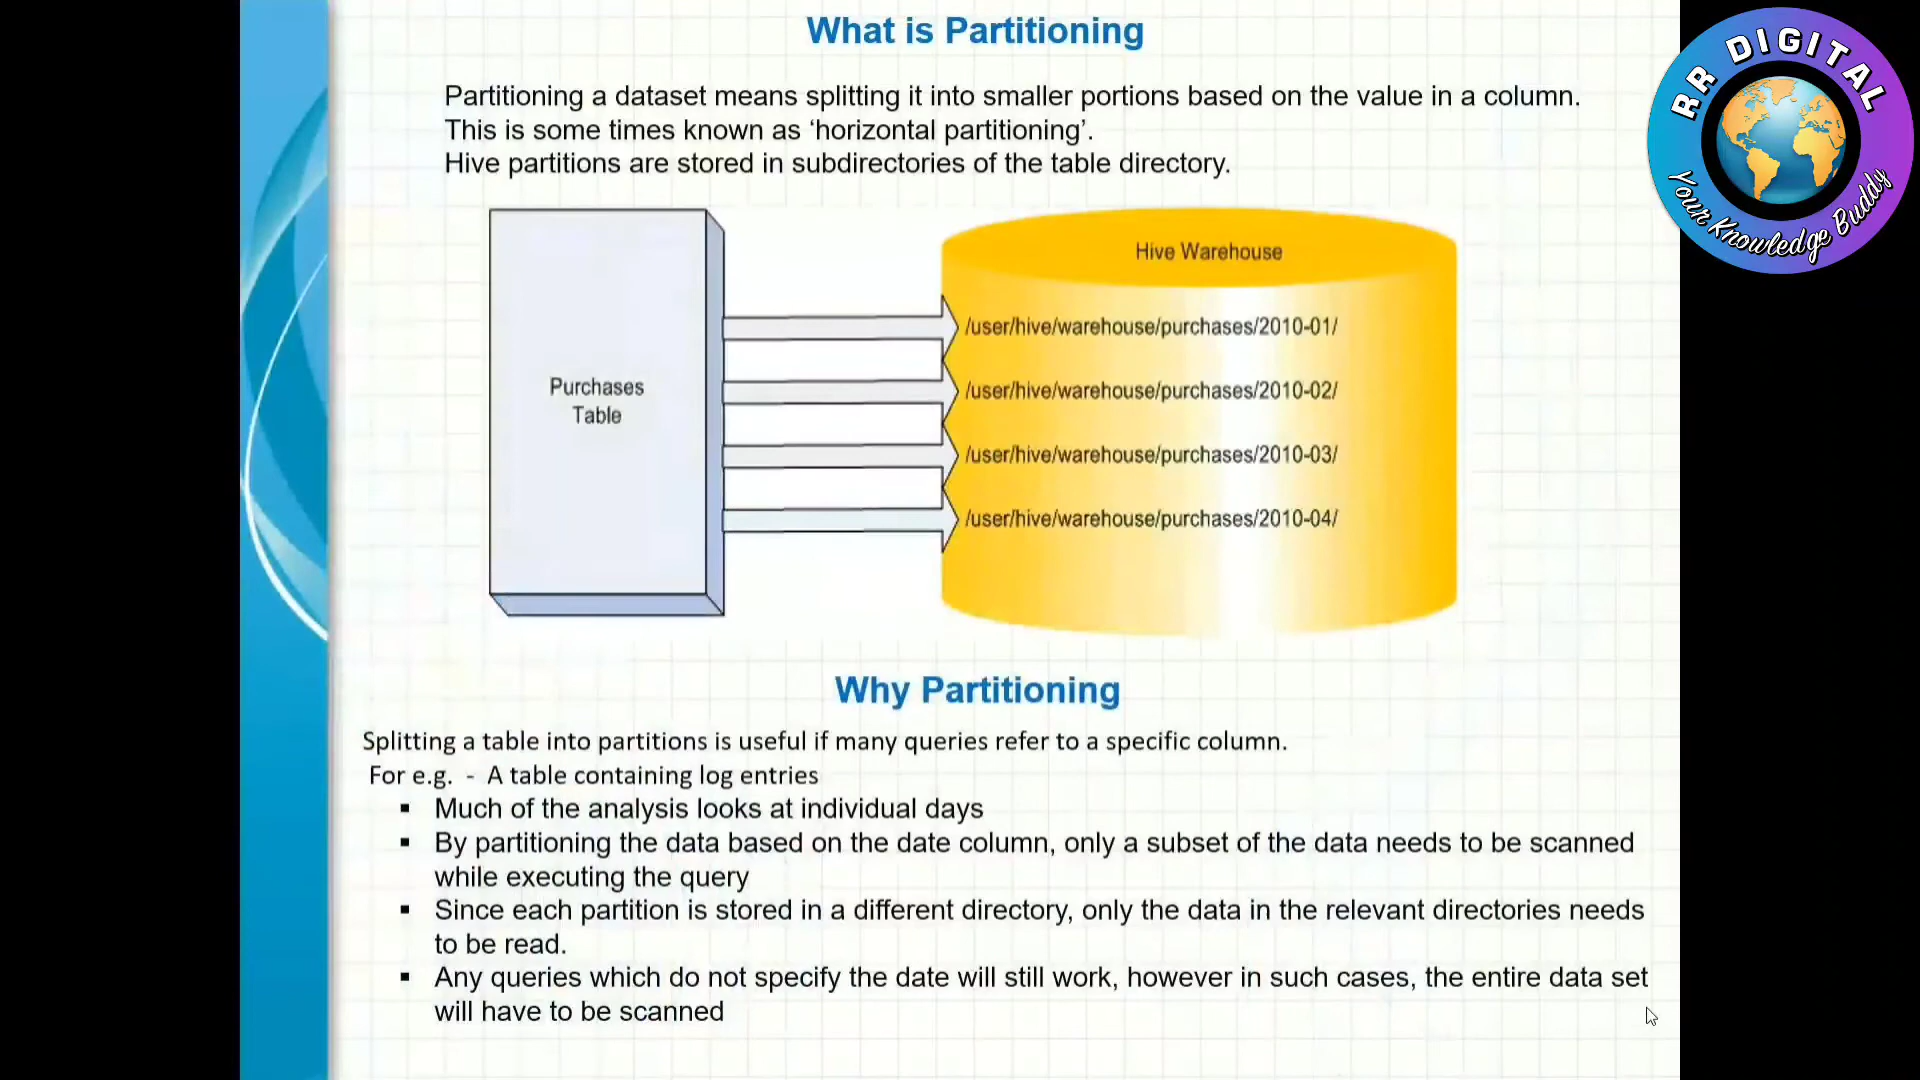 What is Partitioning
Partitioning a dataset means splitting it into smaller portions based on the value in a column.
This is some times known as ‘horizontal partitioning’.
Hive partitions are stored in subdirectories of the table directory.
RR DIGITAL
Your Knowledge Buddy
Hive Warehouse
/user/hive/warehouse/purchases/2010-01/
/user/hive/warehouse/purchases/2010-02/
/user/hive/warehouse/purchases/2010-03/
/user/hive/warehouse/purchases/2010-04/
Purchases
Table
Why Partitioning
Splitting a table into partitions is useful if many queries refer to a specific column.
For e.g. - A table containing log entries
▪ Much of the analysis looks at individual days
▪ By partitioning the data based on the date column, only a subset of the data needs to be scanned
while executing the query
▪ Since each partition is stored in a different directory, only the data in the relevant directories needs
to be read.
▪ Any queries which do not specify the date will still work, however in such cases, the entire data set
will have to be scanned